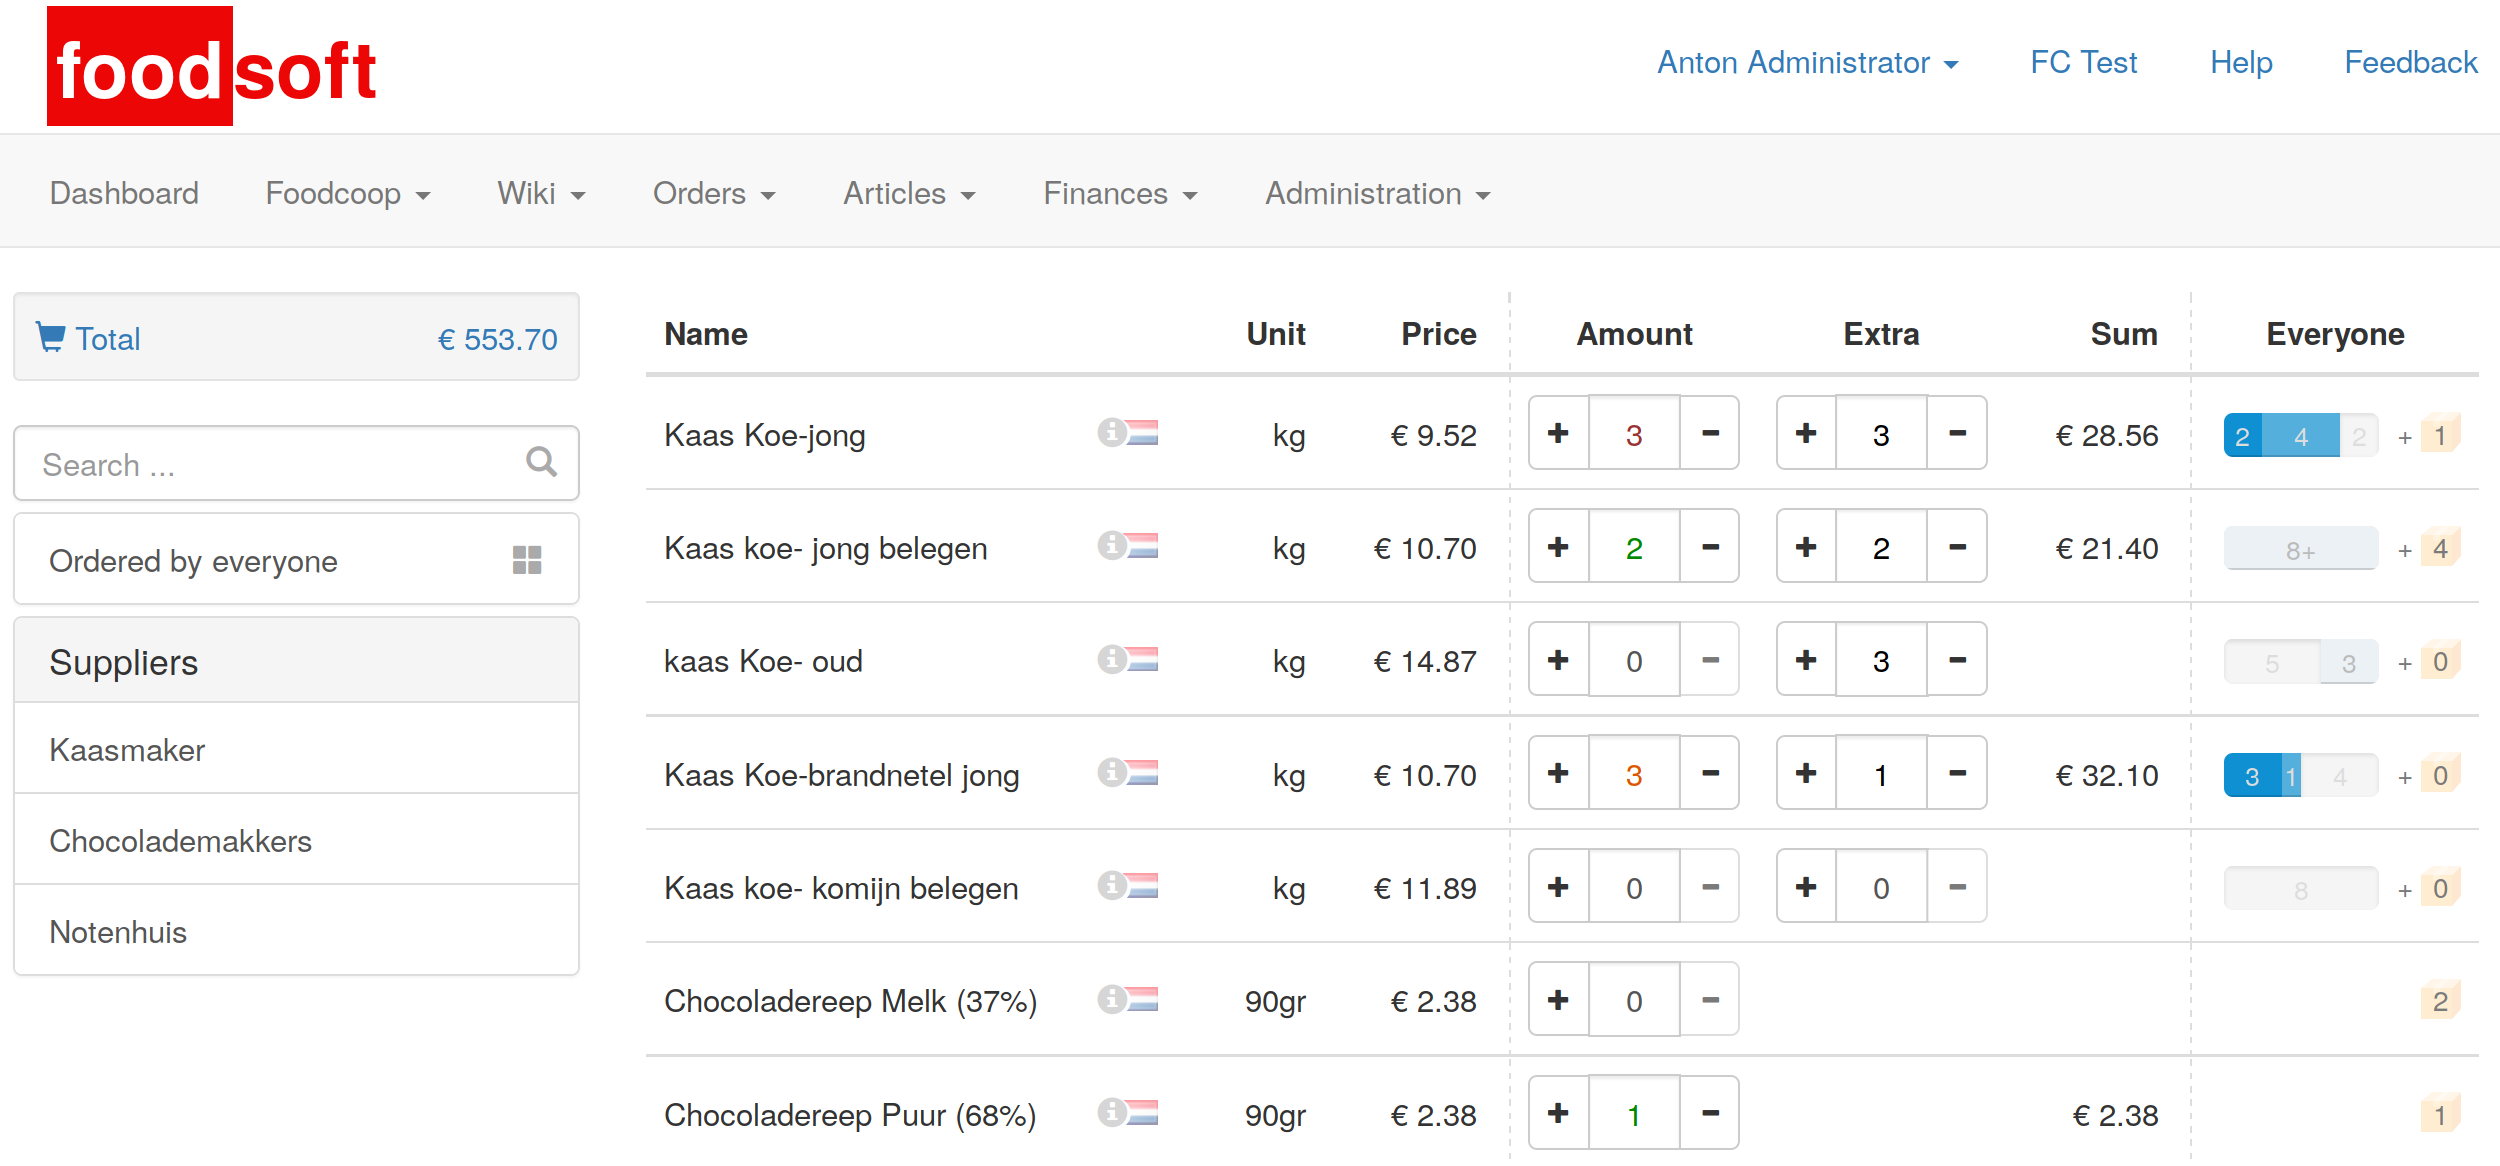 foodsoft
Anton Administrator FC Test Help Feedback
Dashboard Foodcoop Wiki Orders Articles Finances Administration
Total € 553.70
Search ...
Ordered by everyone
Suppliers
Kaasmaker
Chocolademakkers
Notenhuis
Name Unit Price Amount Extra Sum Everyone
Kaas Koe-jong i kg € 9.52 + 3 - + 3 - € 28.56 2 4 2 + 1
Kaas koe- jong belegen i kg € 10.70 + 2 - + 2 - € 21.40 8+ + 4
kaas Koe- oud i kg € 14.87 + 0 - + 3 - 5 3 + 0
Kaas Koe-brandnetel jong i kg € 10.70 + 3 - + 1 - € 32.10 3 1 4 + 0
Kaas koe- komijn belegen i kg € 11.89 + 0 - + 0 - 8 + 0
Chocoladereep Melk (37%) i 90gr € 2.38 + 0 - 2
Chocoladereep Puur (68%) i 90gr € 2.38 + 1 - € 2.38 1